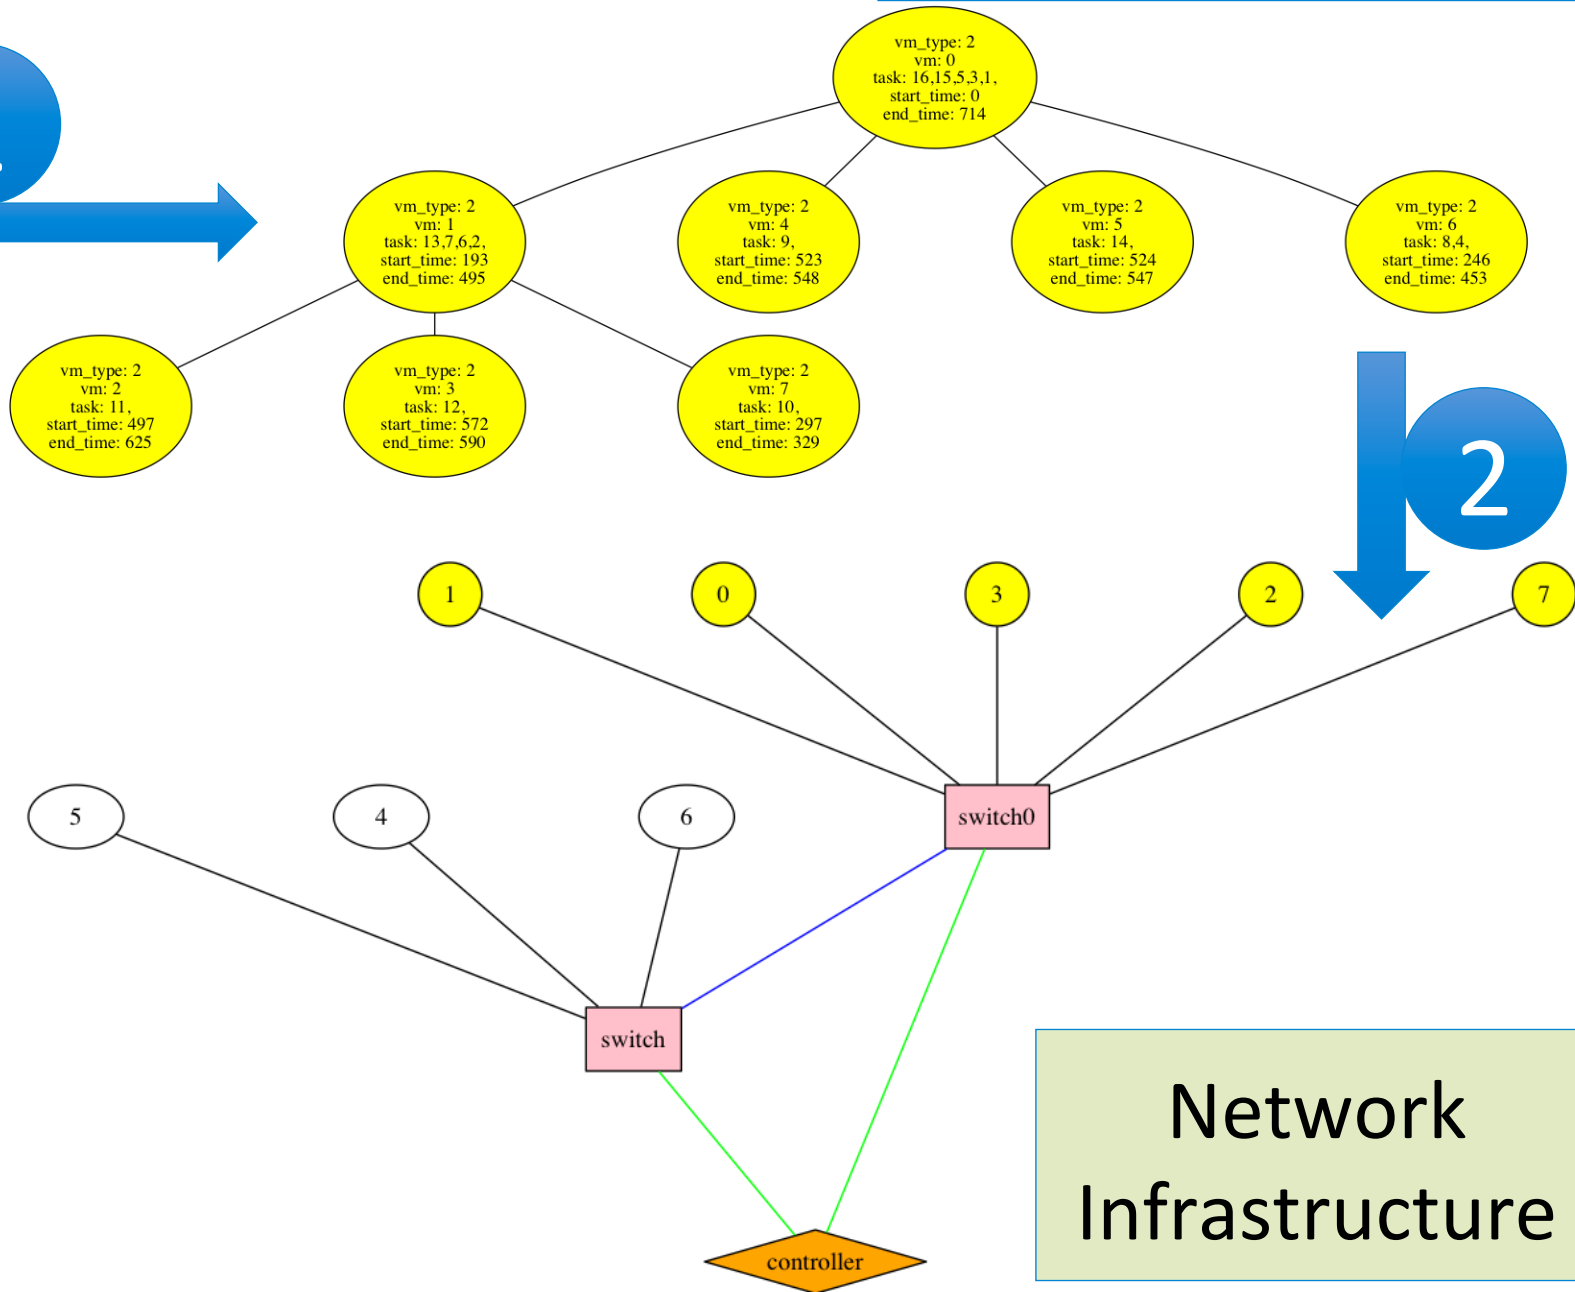 vm_type: 2
vm: 0
task: 16,15,5,3,1,
start_time: 0
end_time: 714
vm_type: 2
vm: 1
task: 13,7,6,2,
start_time: 193
end_time: 495
vm_type: 2
vm: 4
task: 9,
start_time: 523
end_time: 548
vm_type: 2
vm: 5
task: 14,
start_time: 524
end_time: 547
vm_type: 2
vm: 6
task: 8,4,
start_time: 246
end_time: 453
vm_type: 2
vm: 2
task: 11,
start_time: 497
end_time: 625
vm_type: 2
vm: 3
task: 12,
start_time: 572
end_time: 590
vm_type: 2
vm: 7
task: 10,
start_time: 297
end_time: 329
2
1
0
3
2
7
5
4
6
switch0
switch
controller
Network
Infrastructure